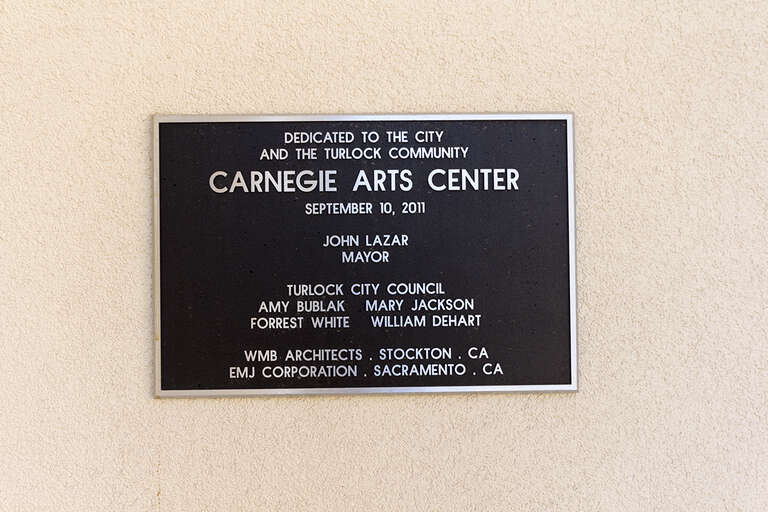 DEDICATED TO THE CITY
AND THE TURLOCK COMMUNITY
CARNEGIE ARTS CENTER
SEPTEMBER 10, 2011
JOHN LAZAR
MAYOR
TURLOCK CITY COUNCIL
AMY BUBLAK MARY JACKSON
FORREST WHITE WILLIAM DEHART
WMB ARCHITECTS . STOCKTON . CA
EMJ CORPORATION . SACRAMENTO . CA